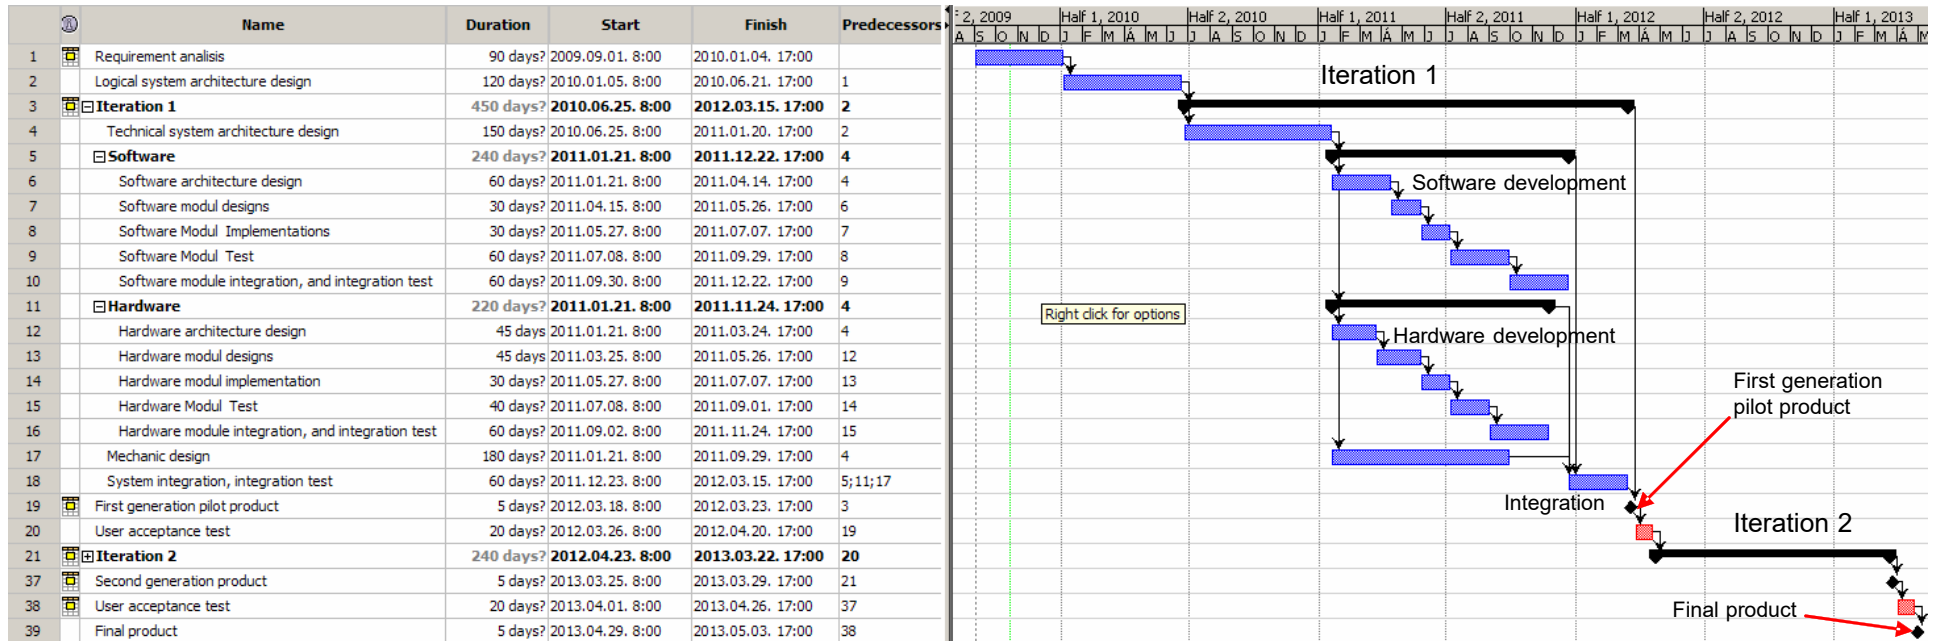 Name Duration Start Finish Predecessors
2, 2009 Half 1, 2010 Half 2, 2010 Half 1, 2011 Half 2, 2011 Half 1, 2012 Half 2, 2012 Half 1, 2013
A S O N D J F M Á M J J A S O N D J F M Á M J J A S O N D J F M Á M J J A S O N D J F M Á M
1 Requirement analisis 90 days? 2009.09.01. 8:00 2010.01.04. 17:00
2 Logical system architecture design 120 days? 2010.01.05. 8:00 2010.06.21. 17:00 1
Iteration 1
3 Iteration 1 450 days? 2010.06.25. 8:00 2012.03.15. 17:00 2
4 Technical system architecture design 150 days? 2010.06.25. 8:00 2011.01.20. 17:00 2
5 Software 240 days? 2011.01.21. 8:00 2011.12.22. 17:00 4
6 Software architecture design 60 days? 2011.01.21. 8:00 2011.04.14. 17:00 4
Software development
7 Software modul designs 30 days? 2011.04.15. 8:00 2011.05.26. 17:00 6
8 Software Modul Implementations 30 days? 2011.05.27. 8:00 2011.07.07. 17:00 7
9 Software Modul Test 60 days? 2011.07.08. 8:00 2011.09.29. 17:00 8
10 Software module integration, and integration test 60 days? 2011.09.30. 8:00 2011.12.22. 17:00 9
11 Hardware 220 days? 2011.01.21. 8:00 2011.11.24. 17:00 4
Right click for options
12 Hardware architecture design 45 days 2011.01.21. 8:00 2011.03.24. 17:00 4
Hardware development
13 Hardware modul designs 45 days 2011.03.25. 8:00 2011.05.26. 17:00 12
14 Hardware modul implementation 30 days? 2011.05.27. 8:00 2011.07.07. 17:00 13
First generation
pilot product
15 Hardware Modul Test 40 days? 2011.07.08. 8:00 2011.09.01. 17:00 14
16 Hardware module integration, and integration test 60 days? 2011.09.02. 8:00 2011.11.24. 17:00 15
17 Mechanic design 180 days? 2011.01.21. 8:00 2011.09.29. 17:00 4
18 System integration, integration test 60 days? 2011.12.23. 8:00 2012.03.15. 17:00 5;11;17
Integration
19 First generation pilot product 5 days? 2012.03.18. 8:00 2012.03.23. 17:00 3
Iteration 2
20 User acceptance test 20 days? 2012.03.26. 8:00 2012.04.20. 17:00 19
21 Iteration 2 240 days? 2012.04.23. 8:00 2013.03.22. 17:00 20
37 Second generation product 5 days? 2013.03.25. 8:00 2013.03.29. 17:00 21
38 User acceptance test 20 days? 2013.04.01. 8:00 2013.04.26. 17:00 37
Final product
39 Final product 5 days? 2013.04.29. 8:00 2013.05.03. 17:00 38